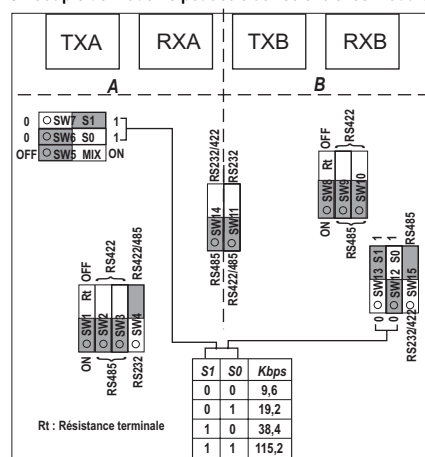 TXA RXA TXB RXB
A B
0 SW7 S1 1
0 SW6 S0 1
OFF SW5 MIX ON
RS232/422 RS232
SW14 SW11
RS485 RS422/485
OFF RS422
Rt
SW8 SW9 SW10
ON RS485
1 1 RS485
S1 S0
SW13 SW12 SW15
0 0 RS232/422
OFF RS422 RS422/485
Rt
SW1 SW2 SW3 SW4
ON RS485 RS232
Rt : Résistance terminale
S1 S0 Kbps
0 0 9,6
0 1 19,2
1 0 38,4
1 1 115,2